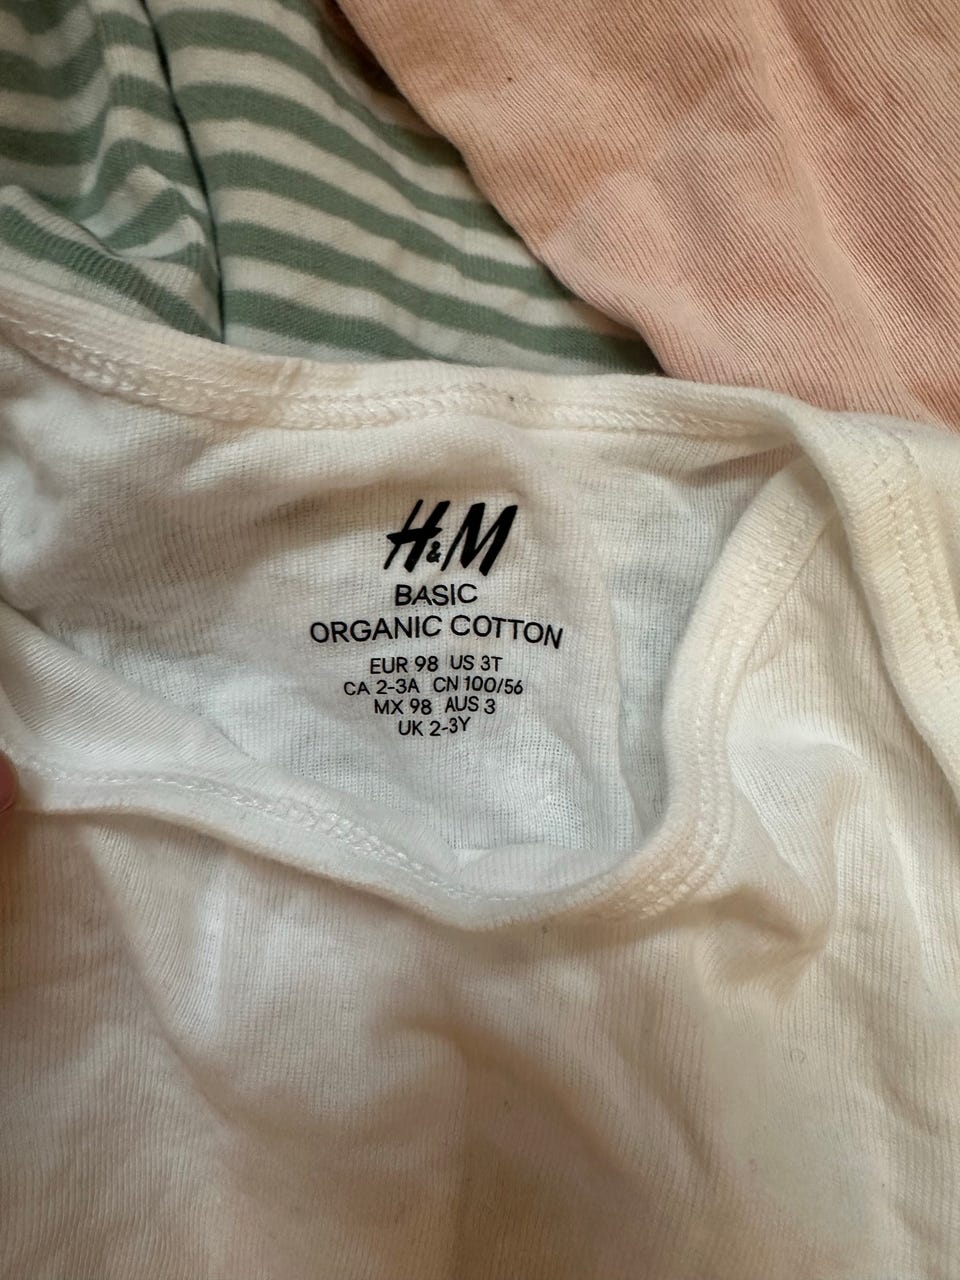 H&M
BASIC
ORGANIC COTTON
EUR 98 US 3T
CA 2-3A CN 100/56
MX 98 AUS 3
UK 2-3Y